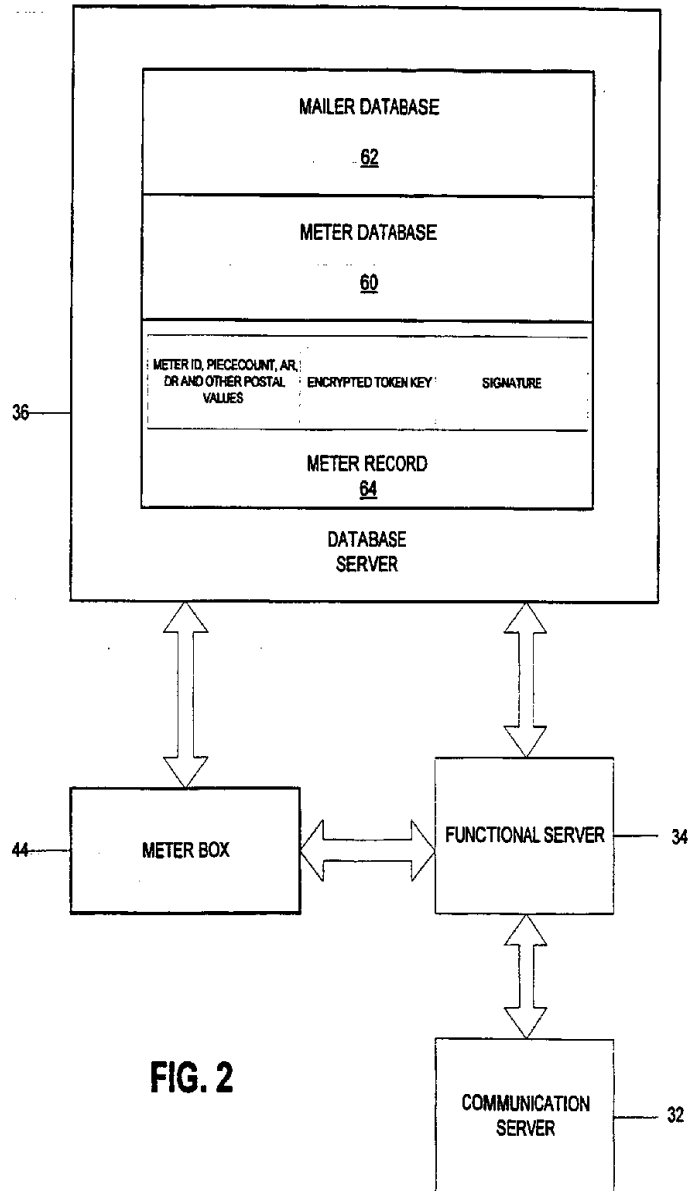 MAILER DATABASE
62
METER DATABASE
60
METER ID, PIECECOUNT, AR,
DR AND OTHER POSTAL
VALUES
ENCRYPTED TOKEN KEY
SIGNATURE
36
METER RECORD
64
DATABASE
SERVER
44
METER BOX
FUNCTIONAL SERVER
34
FIG. 2
COMMUNICATION
SERVER
32